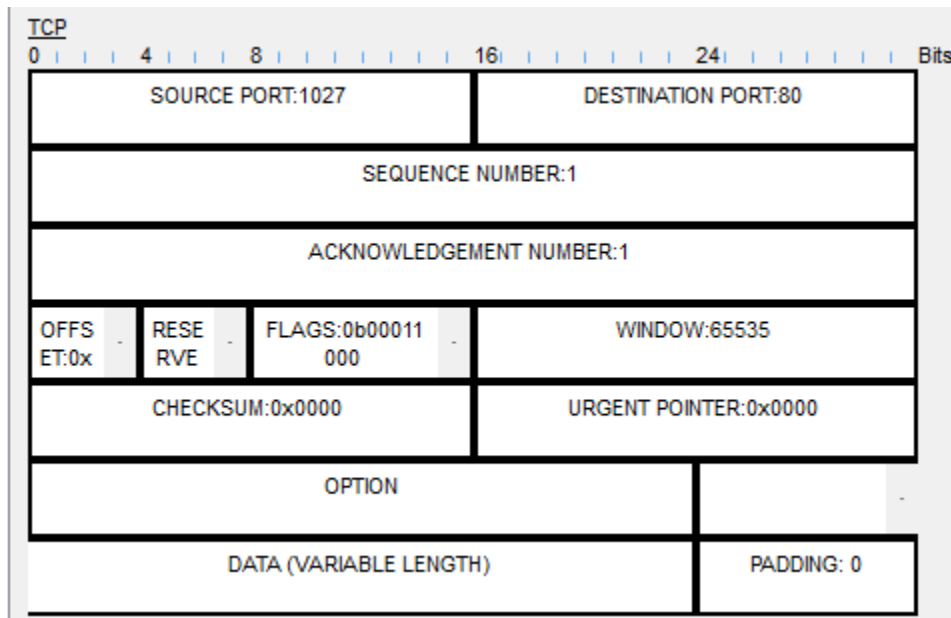 TCP
0 4 8 16 24 Bits
SOURCE PORT:1027 DESTINATION PORT:80
SEQUENCE NUMBER:1
ACKNOWLEDGEMENT NUMBER:1
OFFS RESE FLAGS:0b00011 WINDOW:65535
ET:0x RVE 000
CHECKSUM:0x0000 URGENT POINTER:0x0000
OPTION
DATA (VARIABLE LENGTH) PADDING: 0